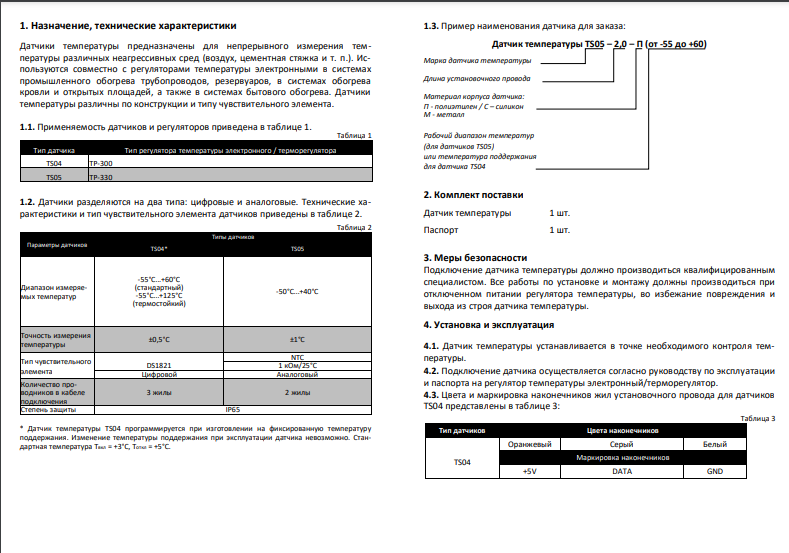 1. Назначение, технические характеристики
Датчики температуры предназначены для непрерывного измерения тем-
пературы различных неагрессивных сред (воздух, цементная стяжка и т. п.). Ис-
пользуются совместно с регуляторами температуры электронными в системах
промышленного обогрева трубопроводов, резервуаров, в системах обогрева
кровли и открытых площадей, а также в системах бытового обогрева. Датчики
температуры различны по конструкции и типу чувствительного элемента.
1.1. Применяемость датчиков и регуляторов приведена в таблице 1.
Таблица 1
Тип датчика Тип регулятора температуры электронного / терморегулятора
TS04 ТР-300
TS05 ТР-330
1.2. Датчики разделяются на два типа: цифровые и аналоговые. Технические ха-
рактеристики и тип чувствительного элемента датчиков приведены в таблице 2.
Таблица 2
Параметры датчиков Типы датчиков
TS04* TS05
Диапазон измеряе-
мых температур
-55°С...+60°С
(стандартный)
-55°С...+125°С
(термостойкий)
-50°С...+40°С
Точность измерения
температуры
±0,5°С ±1°С
Тип чувствительного
элемента
DS1821
Цифровой
NTC
1 кОм/25°С
Аналоговый
Количество про-
водников в кабеле
подключения
3 жилы 2 жилы
Степень защиты IP65
* Датчик температуры TS04 программируется при изготовлении на фиксированную температуру
поддержания. Изменение температуры поддержания при эксплуатации датчика невозможно. Стан-
дартная температура Твкл = +3°С, Тоткл = +5°С.
1.3. Пример наименования датчика для заказа:
Датчик температуры TS05 – 2,0 – П (от -55 до +60)
Марка датчика температуры
Длина установочного провода
Материал корпуса датчика:
П - полиэтилен / С – силикон
М - металл
Рабочий диапазон температур
(для датчиков TS05)
или температура поддержания
для датчика TS04
2. Комплект поставки
Датчик температуры 1 шт.
Паспорт 1 шт.
3. Меры безопасности
Подключение датчика температуры должно производиться квалифицированным
специалистом. Все работы по установке и монтажу должны производиться при
отключенном питании регулятора температуры, во избежание повреждения и
выхода из строя датчика температуры.
4. Установка и эксплуатация
4.1. Датчик температуры устанавливается в точке необходимого контроля тем-
пературы.
4.2. Подключение датчика осуществляется согласно руководству по эксплуатации
и паспорта на регулятор температуры электронный/терморегулятор.
4.3. Цвета и маркировка наконечников жил установочного провода для датчиков
TS04 представлены в таблице 3:
Таблица 3
Тип датчиков Цвета наконечников
TS04
Оранжевый Серый Белый
Маркировка наконечников
+5V DATA GND